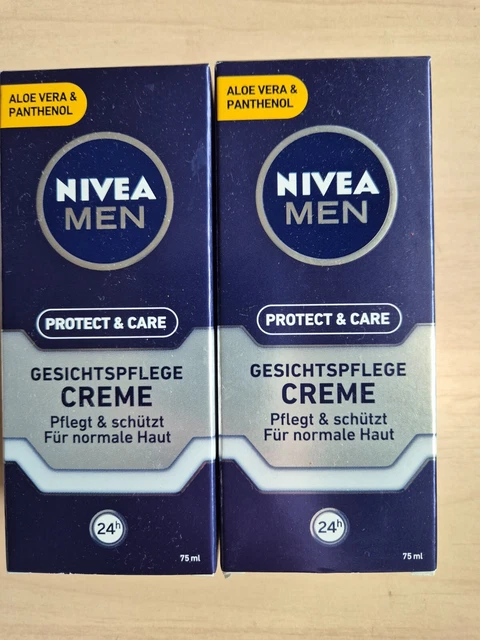 ALOE VERA &
PANTHENOL
NIVEA
MEN
PROTECT & CARE
GESICHTSPFLEGE
CREME
Pflegt & schützt
Für normale Haut
24h
75 ml
ALOE VERA &
PANTHENOL
NIVEA
MEN
PROTECT & CARE
GESICHTSPFLEGE
CREME
Pflegt & schützt
Für normale Haut
24h
75 ml